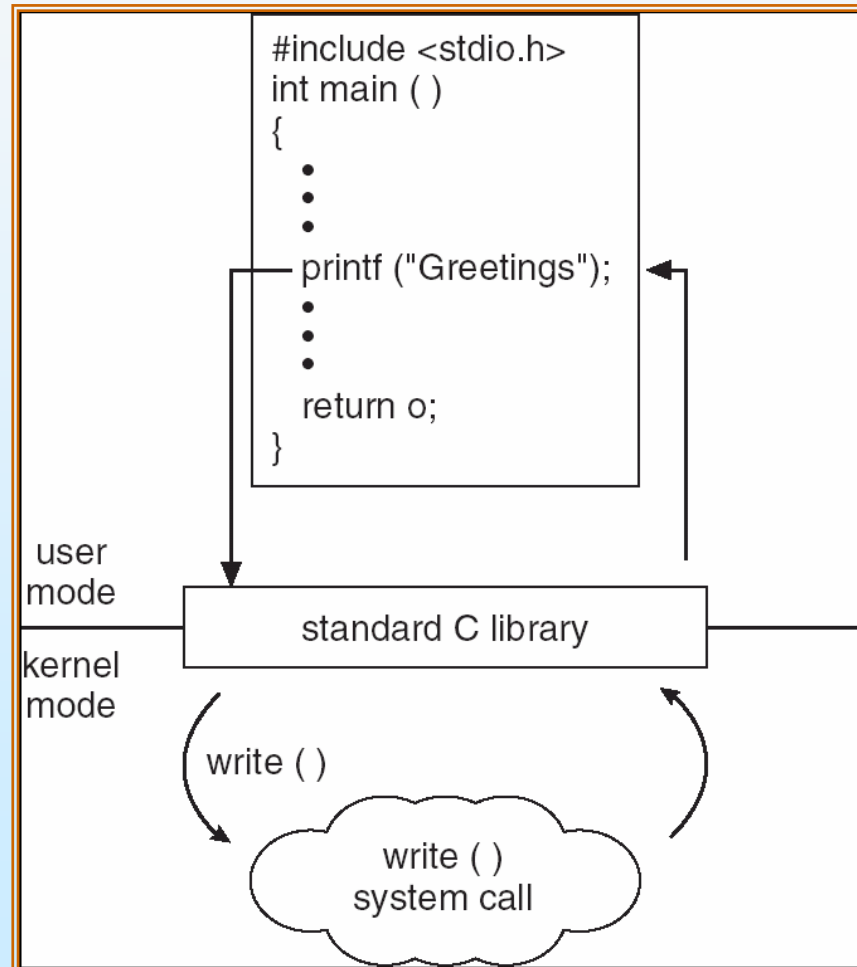 #include <stdio.h>
int main ( )
{
•
•
•
printf ("Greetings");
•
•
•
return o;
}
user
mode
standard C library
kernel
mode
write ( )
write ( )
system call